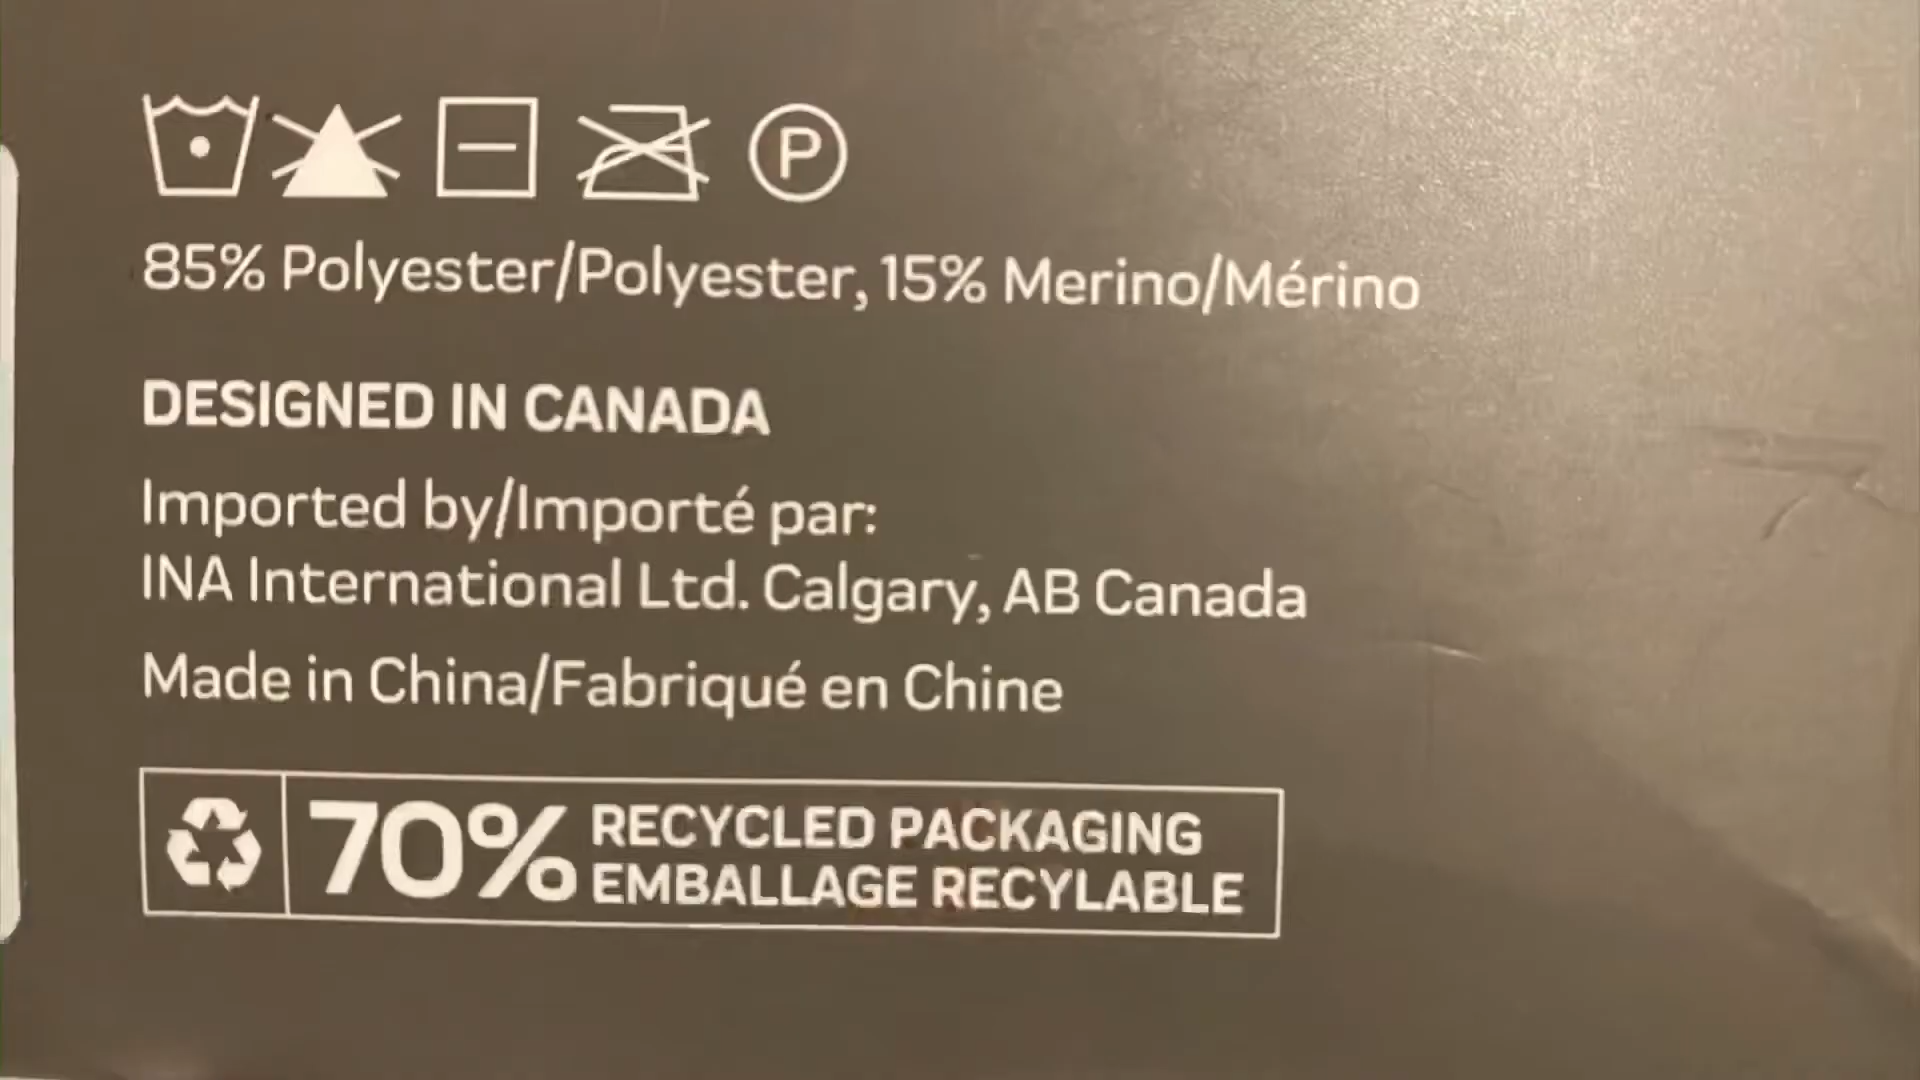 P
85% Polyester/Polyester, 15% Merino/Mérino
DESIGNED IN CANADA
Imported by/Importé par:
INA International Ltd. Calgary, AB Canada
Made in China/Fabriqué en Chine
70% RECYCLED PACKAGING
EMBALLAGE RECYLABLE